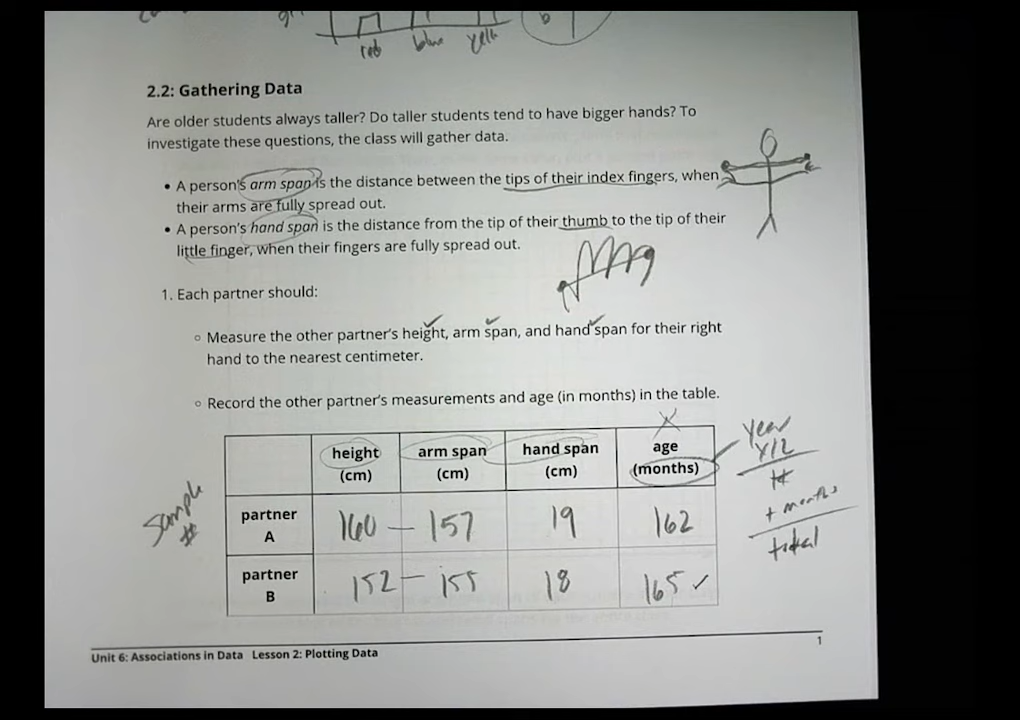 red blue yell
b
2.2: Gathering Data
Are older students always taller? Do taller students tend to have bigger hands? To
investigate these questions, the class will gather data.
• A person's arm span is the distance between the tips of their index fingers, when
their arms are fully spread out.
• A person's hand span is the distance from the tip of their thumb to the tip of their
little finger, when their fingers are fully spread out.
1. Each partner should:
◦ Measure the other partner's height, arm span, and hand span for their right
hand to the nearest centimeter.
◦ Record the other partner's measurements and age (in months) in the table.
height arm span hand span age
(cm) (cm) (cm) (months)
Year
x12
+ months
total
Sample
#
partner
A
160 — 157 19 162
partner
B
152 — 155 18 165 ✓
Unit 6: Associations in Data Lesson 2: Plotting Data
1